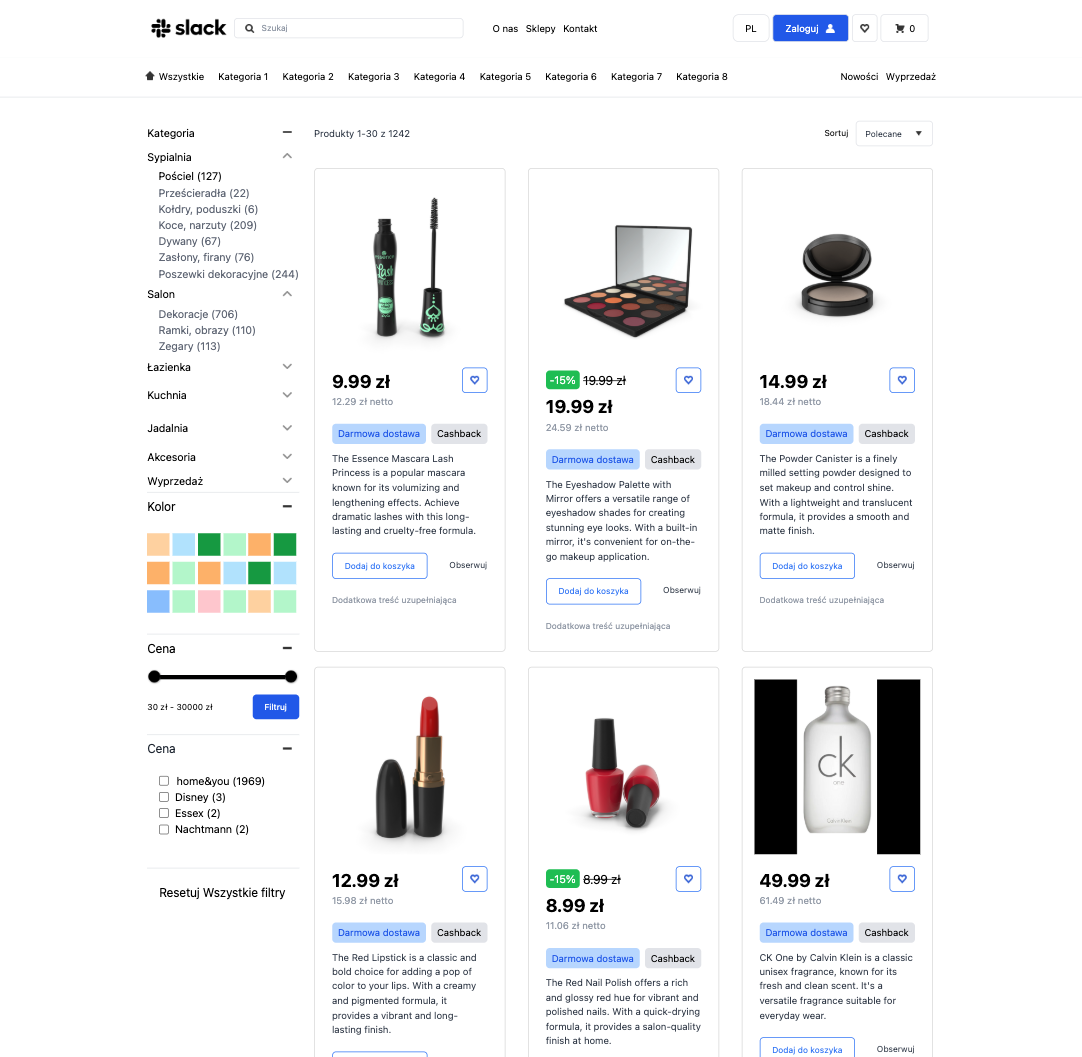 slack
Szukaj
O nas Sklepy Kontakt
PL
Zaloguj
0
Wszystkie Kategoria 1 Kategoria 2 Kategoria 3 Kategoria 4 Kategoria 5 Kategoria 6 Kategoria 7 Kategoria 8
Nowości Wyprzedaż
Kategoria
Sypialnia
Pościel (127)
Prześcieradła (22)
Kołdry, poduszki (6)
Koce, narzuty (209)
Dywany (67)
Zasłony, firany (76)
Poszewki dekoracyjne (244)
Salon
Dekoracje (706)
Ramki, obrazy (110)
Zegary (113)
Łazienka
Kuchnia
Jadalnia
Akcesoria
Wyprzedaż
Kolor
Cena
30 zł - 30000 zł
Filtruj
Cena
home&you (1969)
Disney (3)
Essex (2)
Nachtmann (2)
Resetuj Wszystkie filtry
Produkty 1-30 z 1242
Sortuj
Polecane
essence
Lash
9.99 zł
12.29 zł netto
Darmowa dostawa Cashback
The Essence Mascara Lash
Princess is a popular mascara
known for its volumizing and
lengthening effects. Achieve
dramatic lashes with this long-
lasting and cruelty-free formula.
Dodaj do koszyka
Obserwuj
Dodatkowa treść uzupełniająca
-15% 19.99 zł
19.99 zł
24.59 zł netto
Darmowa dostawa Cashback
The Eyeshadow Palette with
Mirror offers a versatile range of
eyeshadow shades for creating
stunning eye looks. With a built-in
mirror, it's convenient for on-the-
go makeup application.
Dodaj do koszyka
Obserwuj
Dodatkowa treść uzupełniająca
14.99 zł
18.44 zł netto
Darmowa dostawa Cashback
The Powder Canister is a finely
milled setting powder designed to
set makeup and control shine.
With a lightweight and translucent
formula, it provides a smooth and
matte finish.
Dodaj do koszyka
Obserwuj
Dodatkowa treść uzupełniająca
12.99 zł
15.98 zł netto
Darmowa dostawa Cashback
The Red Lipstick is a classic and
bold choice for adding a pop of
color to your lips. With a creamy
and pigmented formula, it
provides a vibrant and long-
lasting finish.
-15% 8.99 zł
8.99 zł
11.06 zł netto
Darmowa dostawa Cashback
The Red Nail Polish offers a rich
and glossy red hue for vibrant and
polished nails. With a quick-drying
formula, it provides a salon-quality
finish at home.
ck
one
Calvin Klein
49.99 zł
61.49 zł netto
Darmowa dostawa Cashback
CK One by Calvin Klein is a classic
unisex fragrance, known for its
fresh and clean scent. It's a
versatile fragrance suitable for
everyday wear.
Dodaj do koszyka
Obserwuj